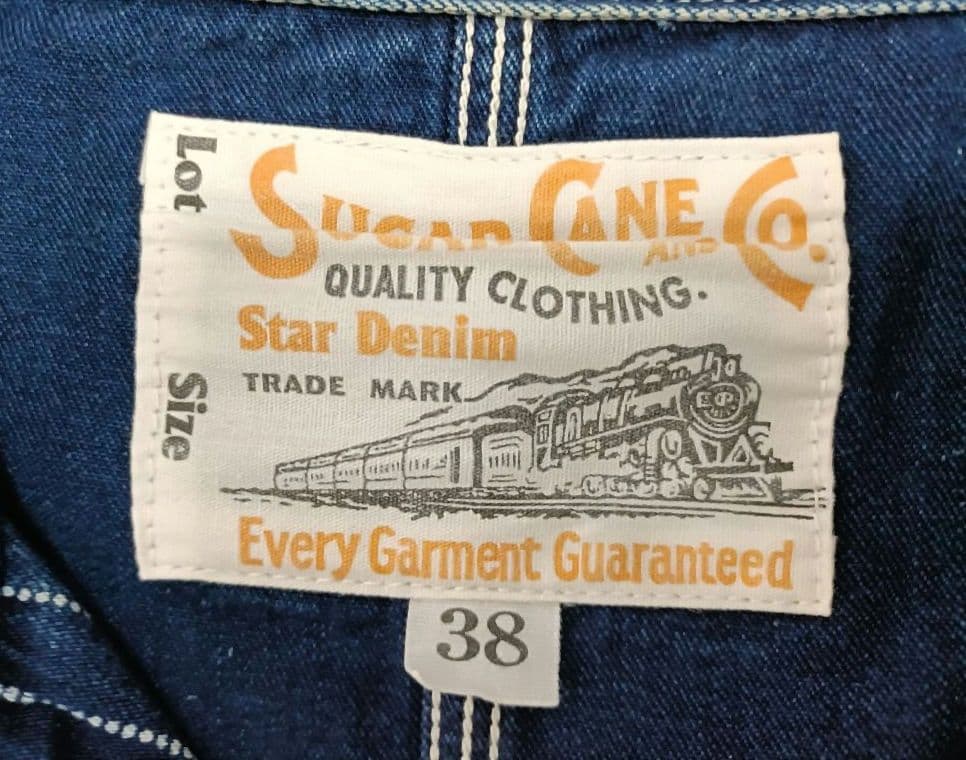 Lot
SUGAR CANE AND CO.
QUALITY CLOTHING.
Star Denim
TRADE MARK
Size
Every Garment Guaranteed
38